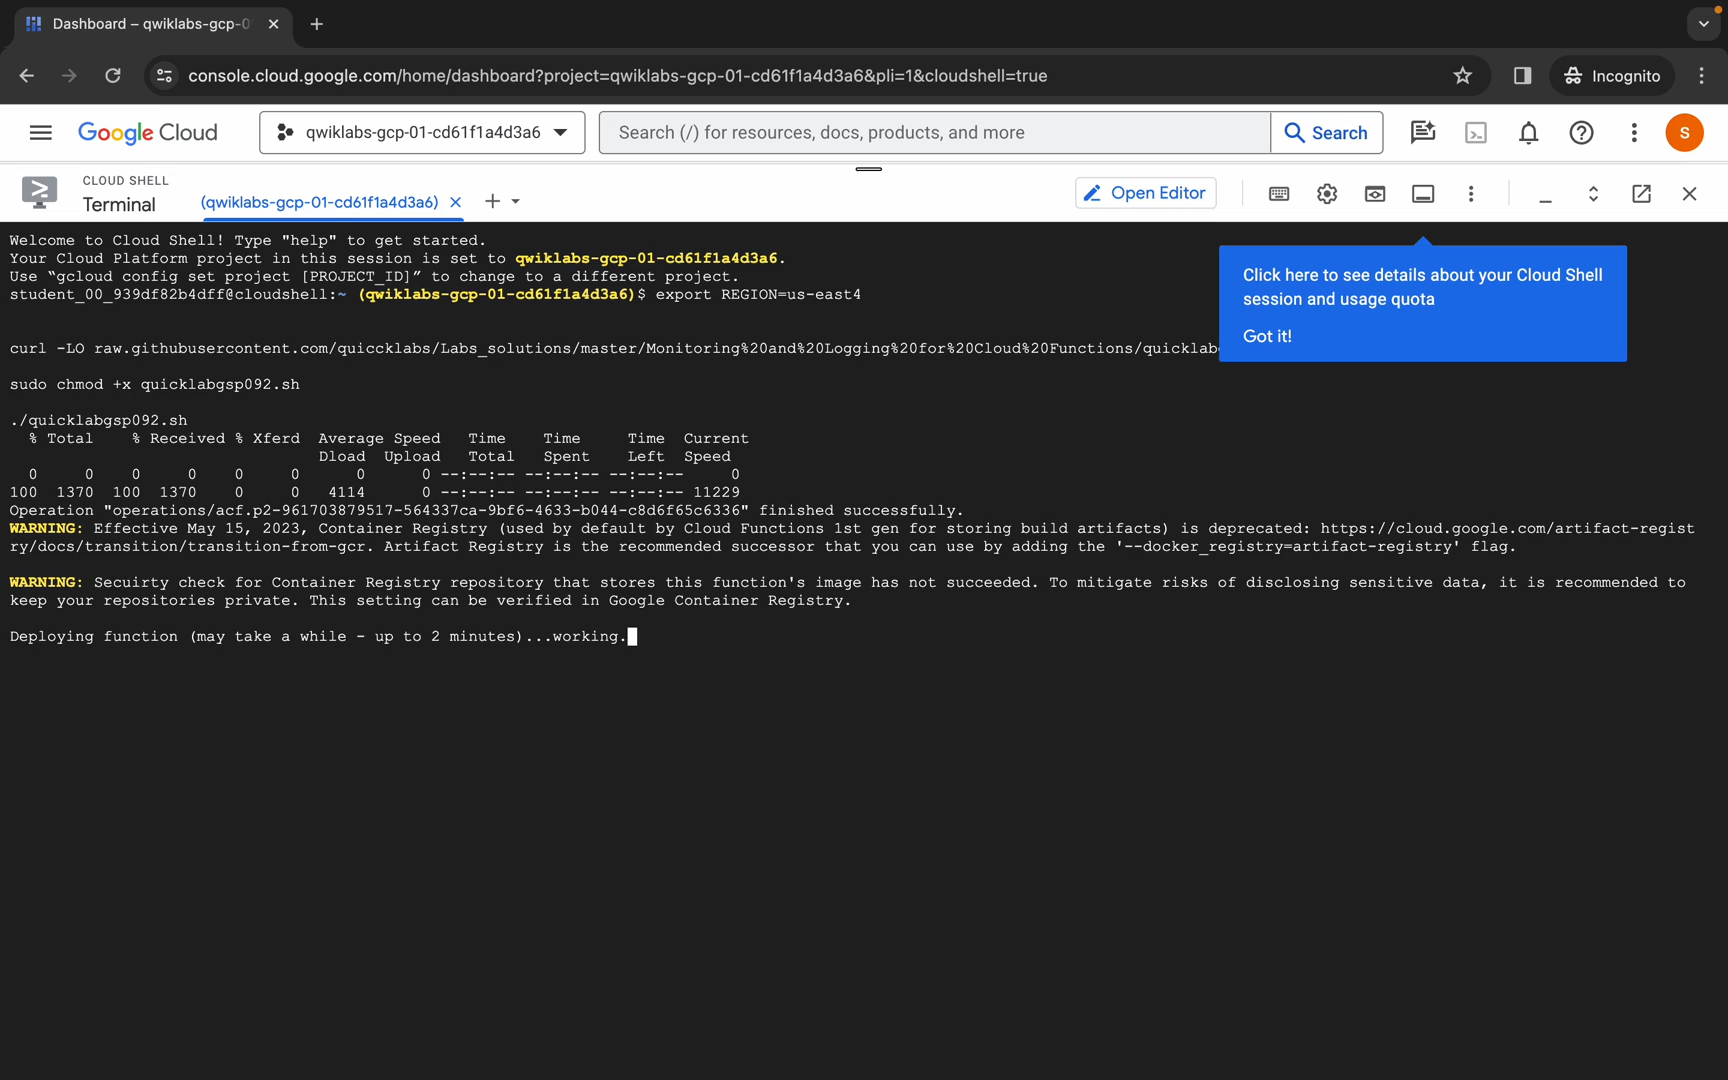 Dashboard – qwiklabs-gcp-0
console.cloud.google.com/home/dashboard?project=qwiklabs-gcp-01-cd61f1a4d3a6&pli=1&cloudshell=true
Incognito
Google Cloud
qwiklabs-gcp-01-cd61f1a4d3a6
Search (/) for resources, docs, products, and more
Search
S
CLOUD SHELL
Terminal
(qwiklabs-gcp-01-cd61f1a4d3a6)
Open Editor
Welcome to Cloud Shell! Type "help" to get started.
Your Cloud Platform project in this session is set to qwiklabs-gcp-01-cd61f1a4d3a6.
Use “gcloud config set project [PROJECT_ID]” to change to a different project.
student_00_939df82b4dff@cloudshell:~ (qwiklabs-gcp-01-cd61f1a4d3a6)$ export REGION=us-east4
Click here to see details about your Cloud Shell
session and usage quota
Got it!
curl -LO raw.githubusercontent.com/quiccklabs/Labs_solutions/master/Monitoring%20and%20Logging%20for%20Cloud%20Functions/quicklab
sudo chmod +x quicklabgsp092.sh
./quicklabgsp092.sh
% Total % Received % Xferd Average Speed Time Time Time Current
Dload Upload Total Spent Left Speed
0 0 0 0 0 0 0 0 --:--:-- --:--:-- --:--:-- 0
100 1370 100 1370 0 0 4114 0 --:--:-- --:--:-- --:--:-- 11229
Operation "operations/acf.p2-961703879517-564337ca-9bf6-4633-b044-c8d6f65c6336" finished successfully.
WARNING: Effective May 15, 2023, Container Registry (used by default by Cloud Functions 1st gen for storing build artifacts) is deprecated: https://cloud.google.com/artifact-regist
ry/docs/transition/transition-from-gcr. Artifact Registry is the recommended successor that you can use by adding the '--docker_registry=artifact-registry' flag.
WARNING: Secuirty check for Container Registry repository that stores this function's image has not succeeded. To mitigate risks of disclosing sensitive data, it is recommended to
keep your repositories private. This setting can be verified in Google Container Registry.
Deploying function (may take a while - up to 2 minutes)...working.